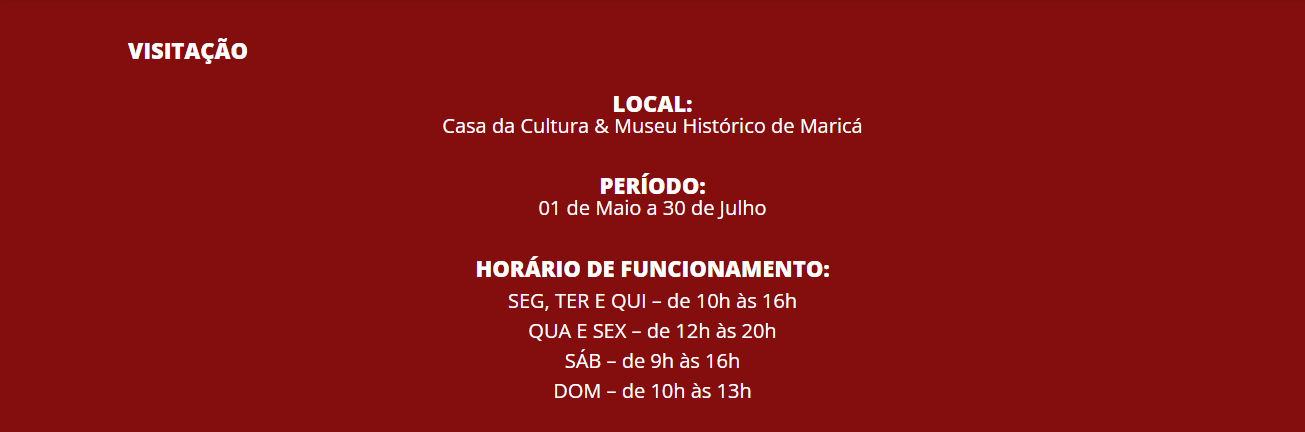 VISITAÇÃO
LOCAL:
Casa da Cultura & Museu Histórico de Maricá
PERÍODO:
01 de Maio a 30 de Julho
HORÁRIO DE FUNCIONAMENTO:
SEG, TER E QUI – de 10h às 16h
QUA E SEX – de 12h às 20h
SÁB – de 9h às 16h
DOM – de 10h às 13h